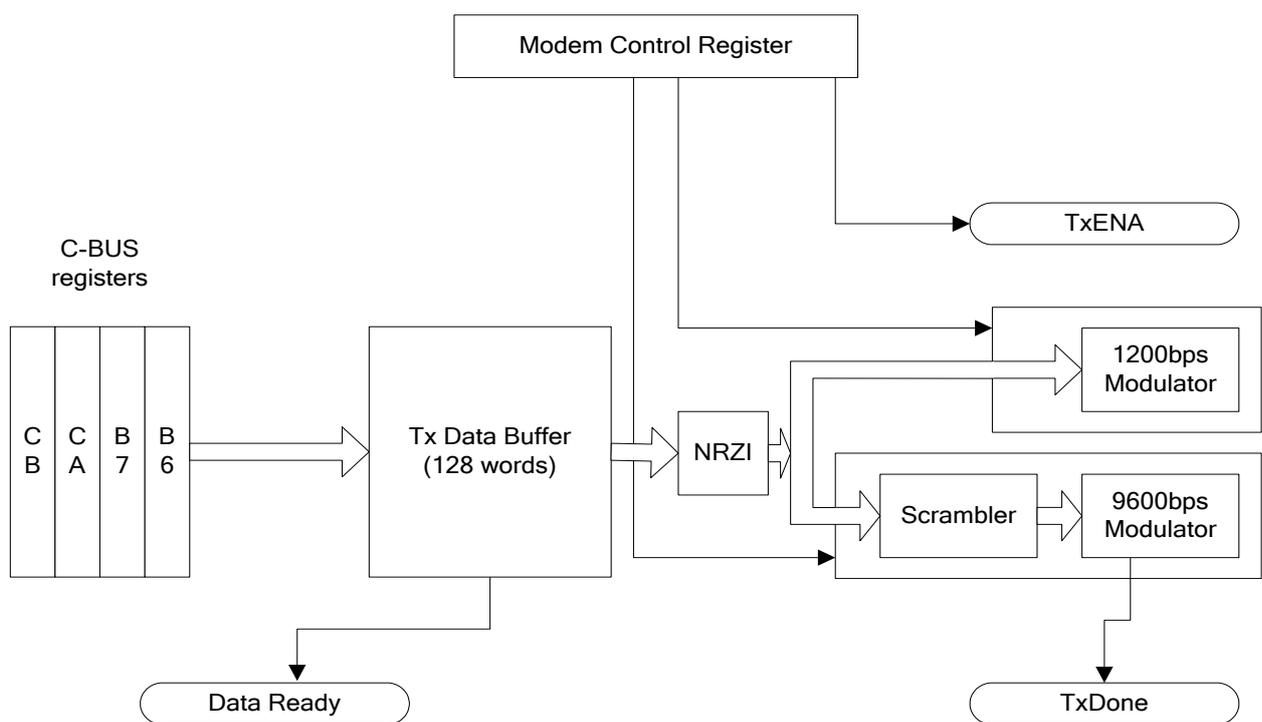 Modem Control Register
TxENA
C-BUS
registers
1200bps
Modulator
C
B
C
A
B
7
B
6
Tx Data Buffer
(128 words)
NRZI
Scrambler
9600bps
Modulator
Data Ready
TxDone